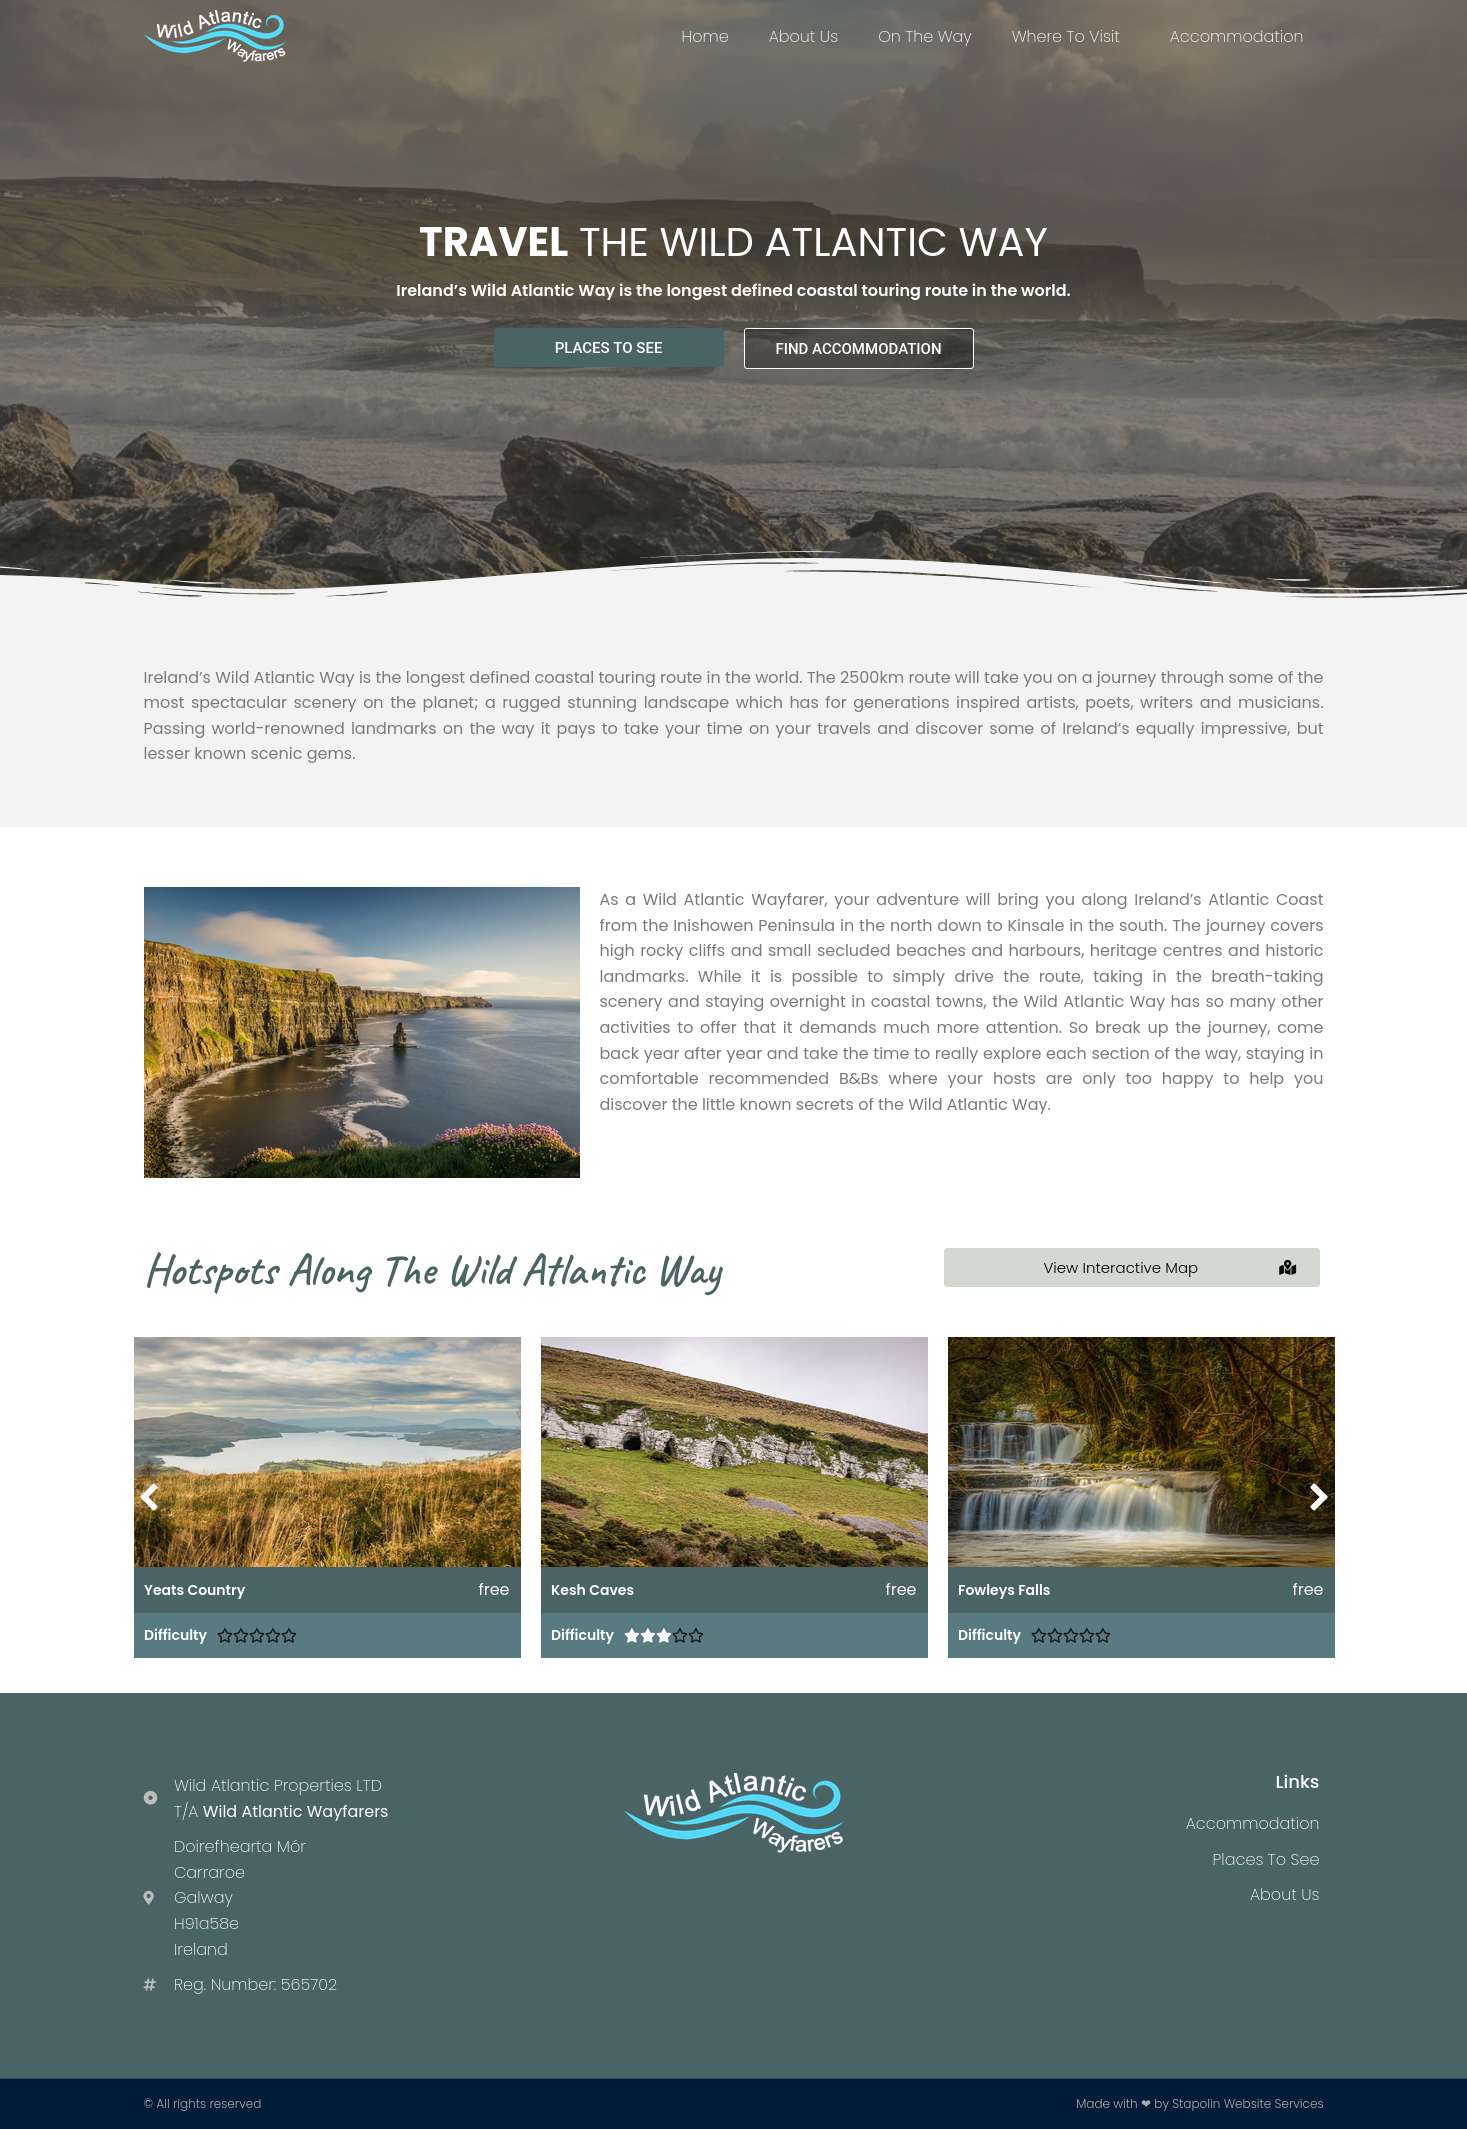 Wild Atlantic
Wayfarers
Home About Us On The Way Where To Visit Accommodation
TRAVEL THE WILD ATLANTIC WAY
Ireland’s Wild Atlantic Way is the longest defined coastal touring route in the world.
PLACES TO SEE FIND ACCOMMODATION
Ireland’s Wild Atlantic Way is the longest defined coastal touring route in the world. The 2500km route will take you on a journey through some of the
most spectacular scenery on the planet; a rugged stunning landscape which has for generations inspired artists, poets, writers and musicians.
Passing world-renowned landmarks on the way it pays to take your time on your travels and discover some of Ireland’s equally impressive, but
lesser known scenic gems.
As a Wild Atlantic Wayfarer, your adventure will bring you along Ireland’s Atlantic Coast
from the Inishowen Peninsula in the north down to Kinsale in the south. The journey covers
high rocky cliffs and small secluded beaches and harbours, heritage centres and historic
landmarks. While it is possible to simply drive the route, taking in the breath-taking
scenery and staying overnight in coastal towns, the Wild Atlantic Way has so many other
activities to offer that it demands much more attention. So break up the journey, come
back year after year and take the time to really explore each section of the way, staying in
comfortable recommended B&Bs where your hosts are only too happy to help you
discover the little known secrets of the Wild Atlantic Way.
Hotspots Along The Wild Atlantic Way
View Interactive Map
Yeats Country free
Difficulty
Kesh Caves free
Difficulty
Fowleys Falls free
Difficulty
Wild Atlantic Properties LTD
T/A Wild Atlantic Wayfarers
Doirefhearta Mór
Carraroe
Galway
H91a58e
Ireland
Reg. Number: 565702
Wild Atlantic
Wayfarers
Links
Accommodation
Places To See
About Us
© All rights reserved
Made with ❤ by Stapolin Website Services